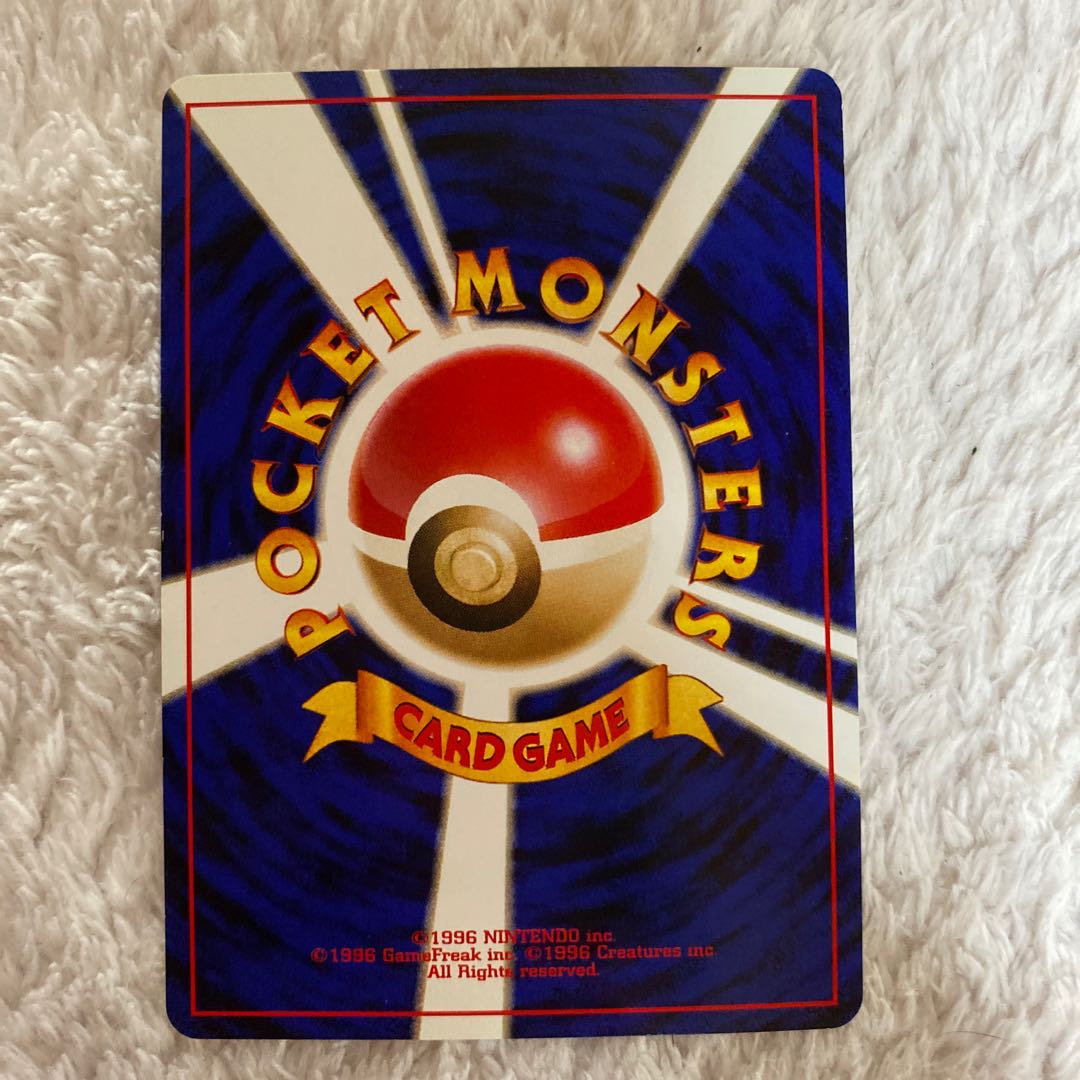 POCKET MONSTERS
CARD GAME
©1996 NINTENDO inc.
©1996 GameFreak inc. ©1996 Creatures inc.
All Rights reserved.